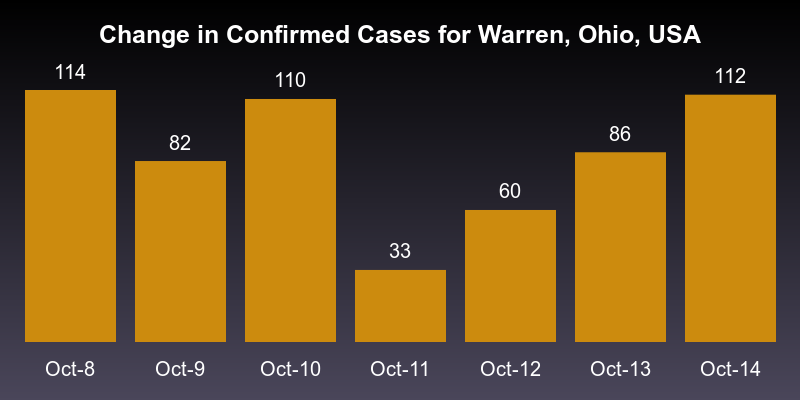 Change in Confirmed Cases for Warren, Ohio, USA
114
82
110
33
60
86
112
Oct-8
Oct-9
Oct-10
Oct-11
Oct-12
Oct-13
Oct-14